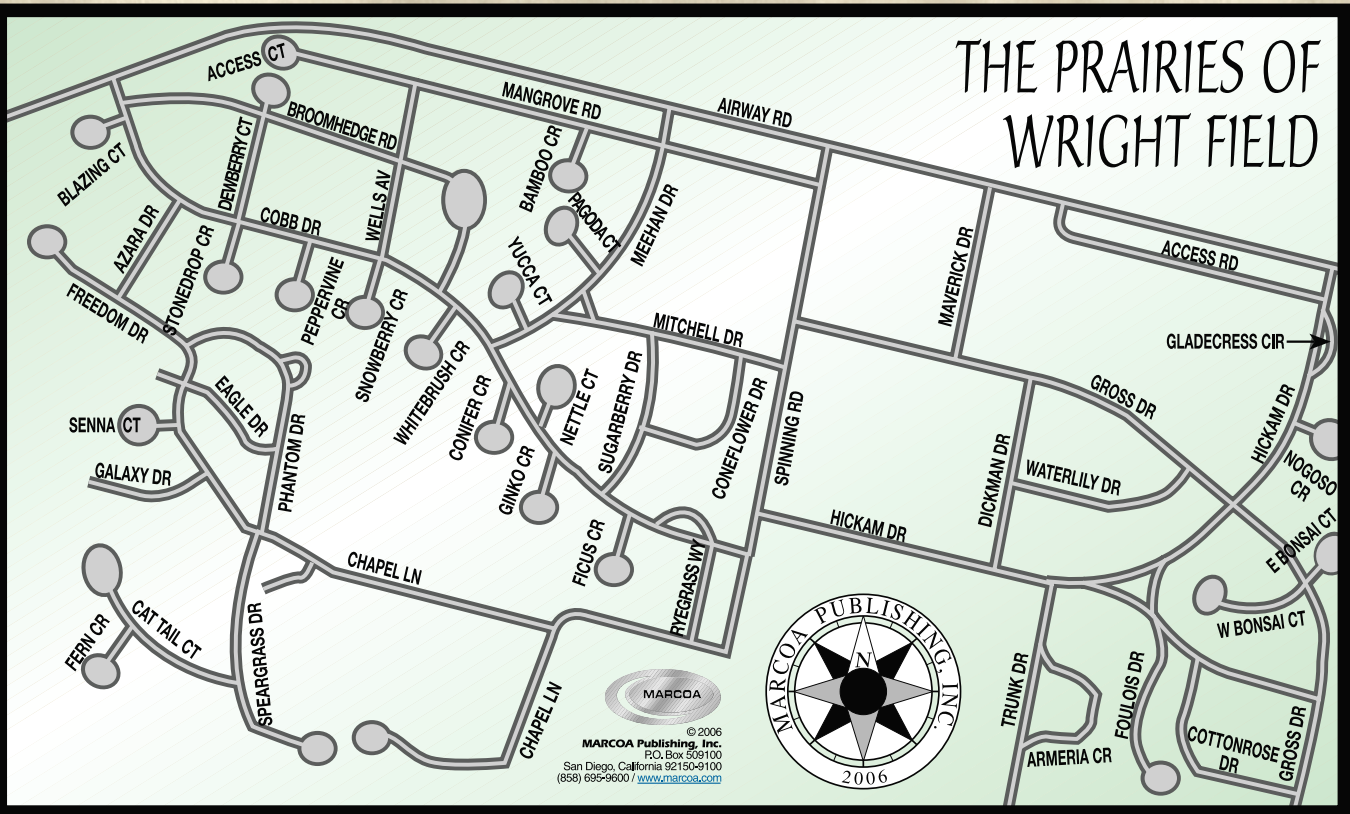 THE PRAIRIES OF
WRIGHT FIELD
ACCESS CT
MANGROVE RD
AIRWAY RD
BROOMHEDGE RD
BLAZING CT
DEWBERRY CT
BAMBOO CR
PAGODA CT
MEEHAN DR
WELLS AV
COBB DR
AZARA DR
STONEDROP CR
YUCCA CT
MAVERICK DR
ACCESS RD
FREEDOM DR
PEPPERVINE
CR
SNOWBERRY CR
MITCHELL DR
GLADECRESS CIR
WHITEBRUSH CR
EAGLE DR
SENNA CT
CONIFER CR
NETTLE CT
SUGARBERRY DR
CONEFLOWER DR
SPINNING RD
GROSS DR
HICKAM DR
GALAXY DR
PHANTOM DR
GINKO CR
DICKMAN DR
WATERLILY DR
NOGOSO
CR
HICKAM DR
FICUS CR
E BONSAI CT
CHAPEL LN
RYEGRASS WY
W BONSAI CT
FERN CR
CAT TAIL CT
SPEARGRASS DR
CHAPEL LN
TRUNK DR
FOULOIS DR
ARMERIA CR
COTTONROSE
DR
GROSS DR
MARCOA
© 2006
MARCOA Publishing, Inc.
P.O. Box 509100
San Diego, California 92150-9100
(858) 695-9600 / www.marcoa.com
MARCOA PUBLISHING, INC.
N
2006